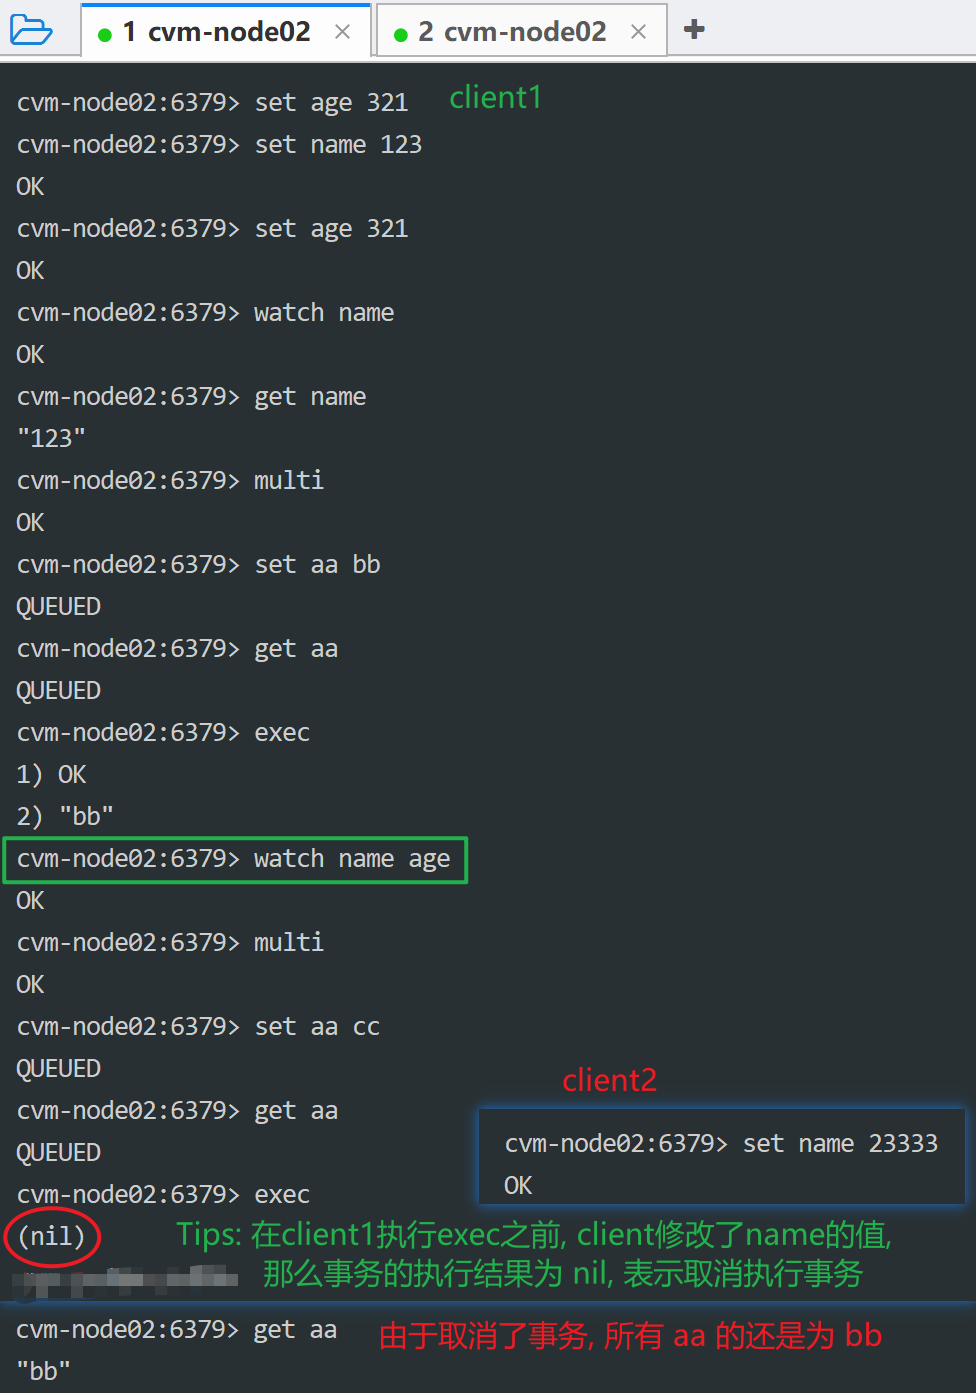 1 cvm-node02
2 cvm-node02
cvm-node02:6379> set age 321
client1
cvm-node02:6379> set name 123
OK
cvm-node02:6379> set age 321
OK
cvm-node02:6379> watch name
OK
cvm-node02:6379> get name
"123"
cvm-node02:6379> multi
OK
cvm-node02:6379> set aa bb
QUEUED
cvm-node02:6379> get aa
QUEUED
cvm-node02:6379> exec
1) OK
2) "bb"
cvm-node02:6379> watch name age
OK
cvm-node02:6379> multi
OK
cvm-node02:6379> set aa cc
QUEUED
cvm-node02:6379> get aa
QUEUED
client2
cvm-node02:6379> set name 23333
OK
cvm-node02:6379> exec
(nil)
Tips: 在client1执行exec之前, client修改了name的值,
那么事务的执行结果为 nil, 表示取消执行事务
cvm-node02:6379> get aa
由于取消了事务, 所有 aa 的还是为 bb
"bb"